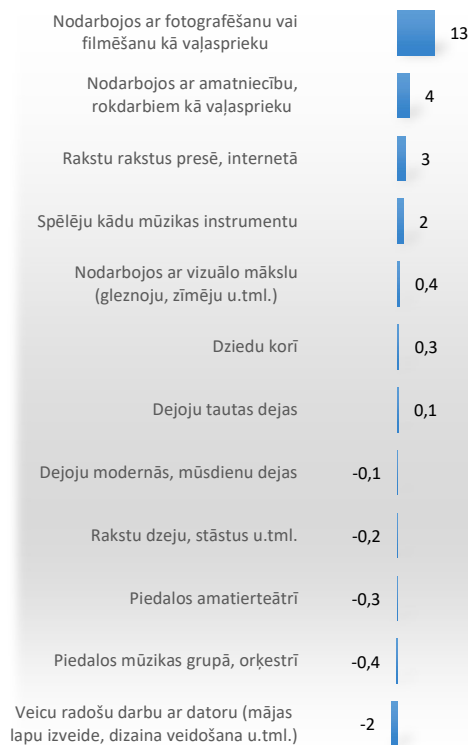 Nodarbojos ar fotografēšanu vai
filmēšanu kā vaļasprieku
13
Nodarbojos ar amatniecību,
rokdarbiem kā vaļasprieku
4
Rakstu rakstus presē, internetā
3
Spēlēju kādu mūzikas instrumentu
2
Nodarbojos ar vizuālo mākslu
(gleznoju, zīmēju u.tml.)
0,4
Dziedu korī
0,3
Dejoju tautas dejas
0,1
Dejoju modernās, mūsdienu dejas
-0,1
Rakstu dzeju, stāstus u.tml.
-0,2
Piedalos amatierteātrī
-0,3
Piedalos mūzikas grupā, orķestrī
-0,4
Veicu radošu darbu ar datoru (mājas
lapu izveide, dizaina veidošana u.tml.)
-2